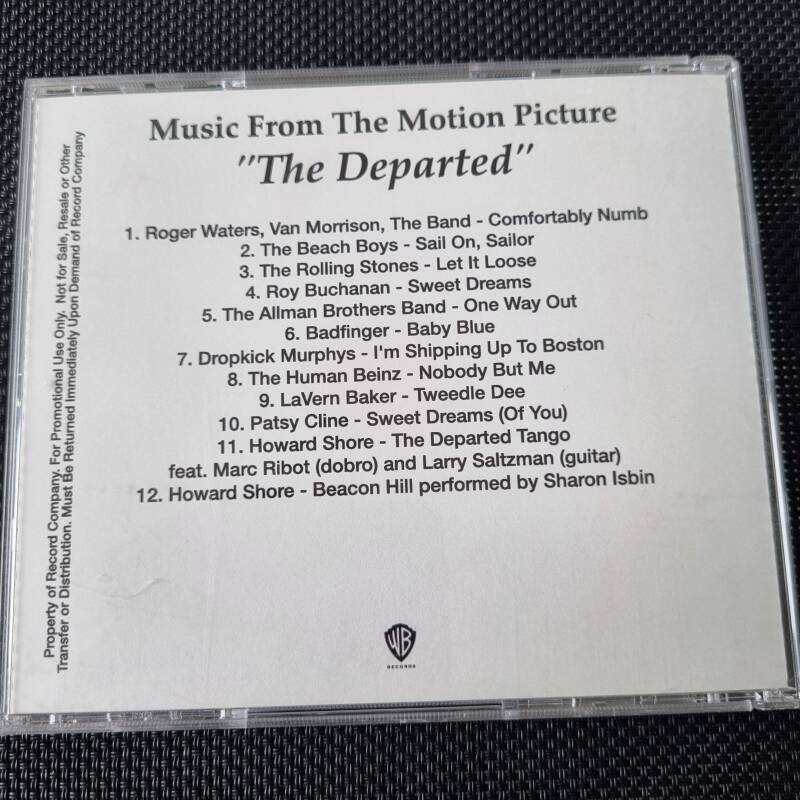 Music From The Motion Picture
"The Departed"
1. Roger Waters, Van Morrison, The Band - Comfortably Numb
2. The Beach Boys - Sail On, Sailor
3. The Rolling Stones - Let It Loose
4. Roy Buchanan - Sweet Dreams
5. The Allman Brothers Band - One Way Out
6. Badfinger - Baby Blue
7. Dropkick Murphys - I'm Shipping Up To Boston
8. The Human Beinz - Nobody But Me
9. LaVern Baker - Tweedle Dee
10. Patsy Cline - Sweet Dreams (Of You)
11. Howard Shore - The Departed Tango
feat. Marc Ribot (dobro) and Larry Saltzman (guitar)
12. Howard Shore - Beacon Hill performed by Sharon Isbin
Property of Record Company. For Promotional Use Only. Not for Sale, Resale or Other
Transfer or Distribution. Must Be Returned Immediately Upon Demand of Record Company
WB
RECORDS